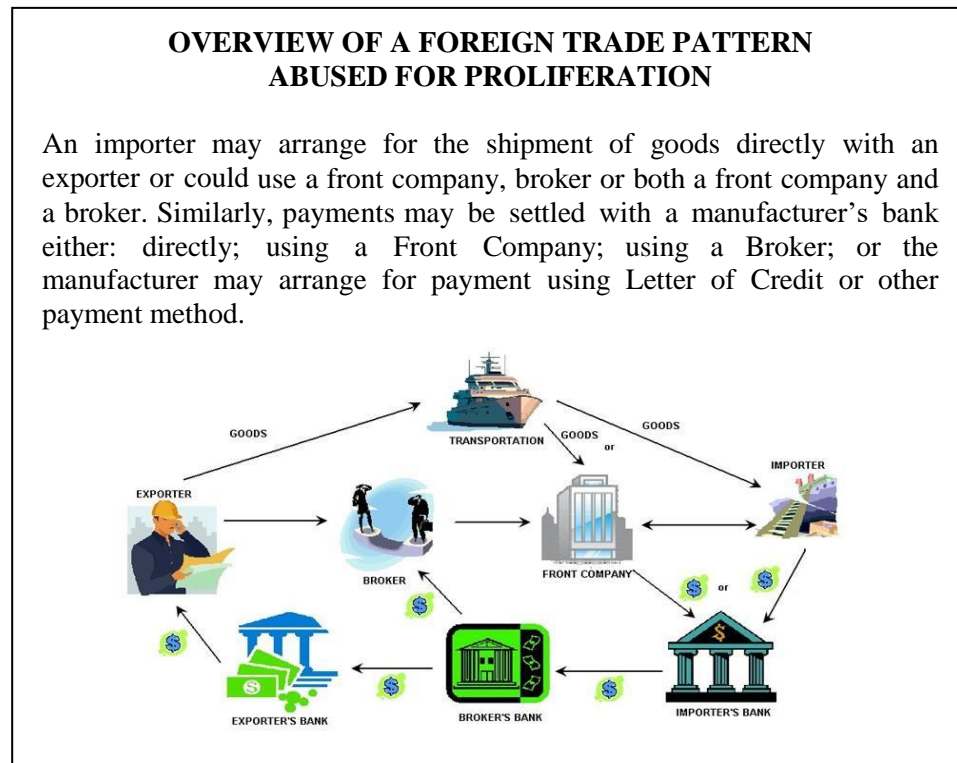 OVERVIEW OF A FOREIGN TRADE PATTERN
ABUSED FOR PROLIFERATION
An importer may arrange for the shipment of goods directly with an
exporter or could use a front company, broker or both a front company and
a broker. Similarly, payments may be settled with a manufacturer’s bank
either: directly; using a Front Company; using a Broker; or the
manufacturer may arrange for payment using Letter of Credit or other
payment method.
GOODS
TRANSPORTATION
GOODS
or
GOODS
IMPORTER
EXPORTER
BROKER
FRONT COMPANY
$
$ or $
$
$
EXPORTER'S BANK
$
$
BROKER'S BANK
$
$
IMPORTER'S BANK